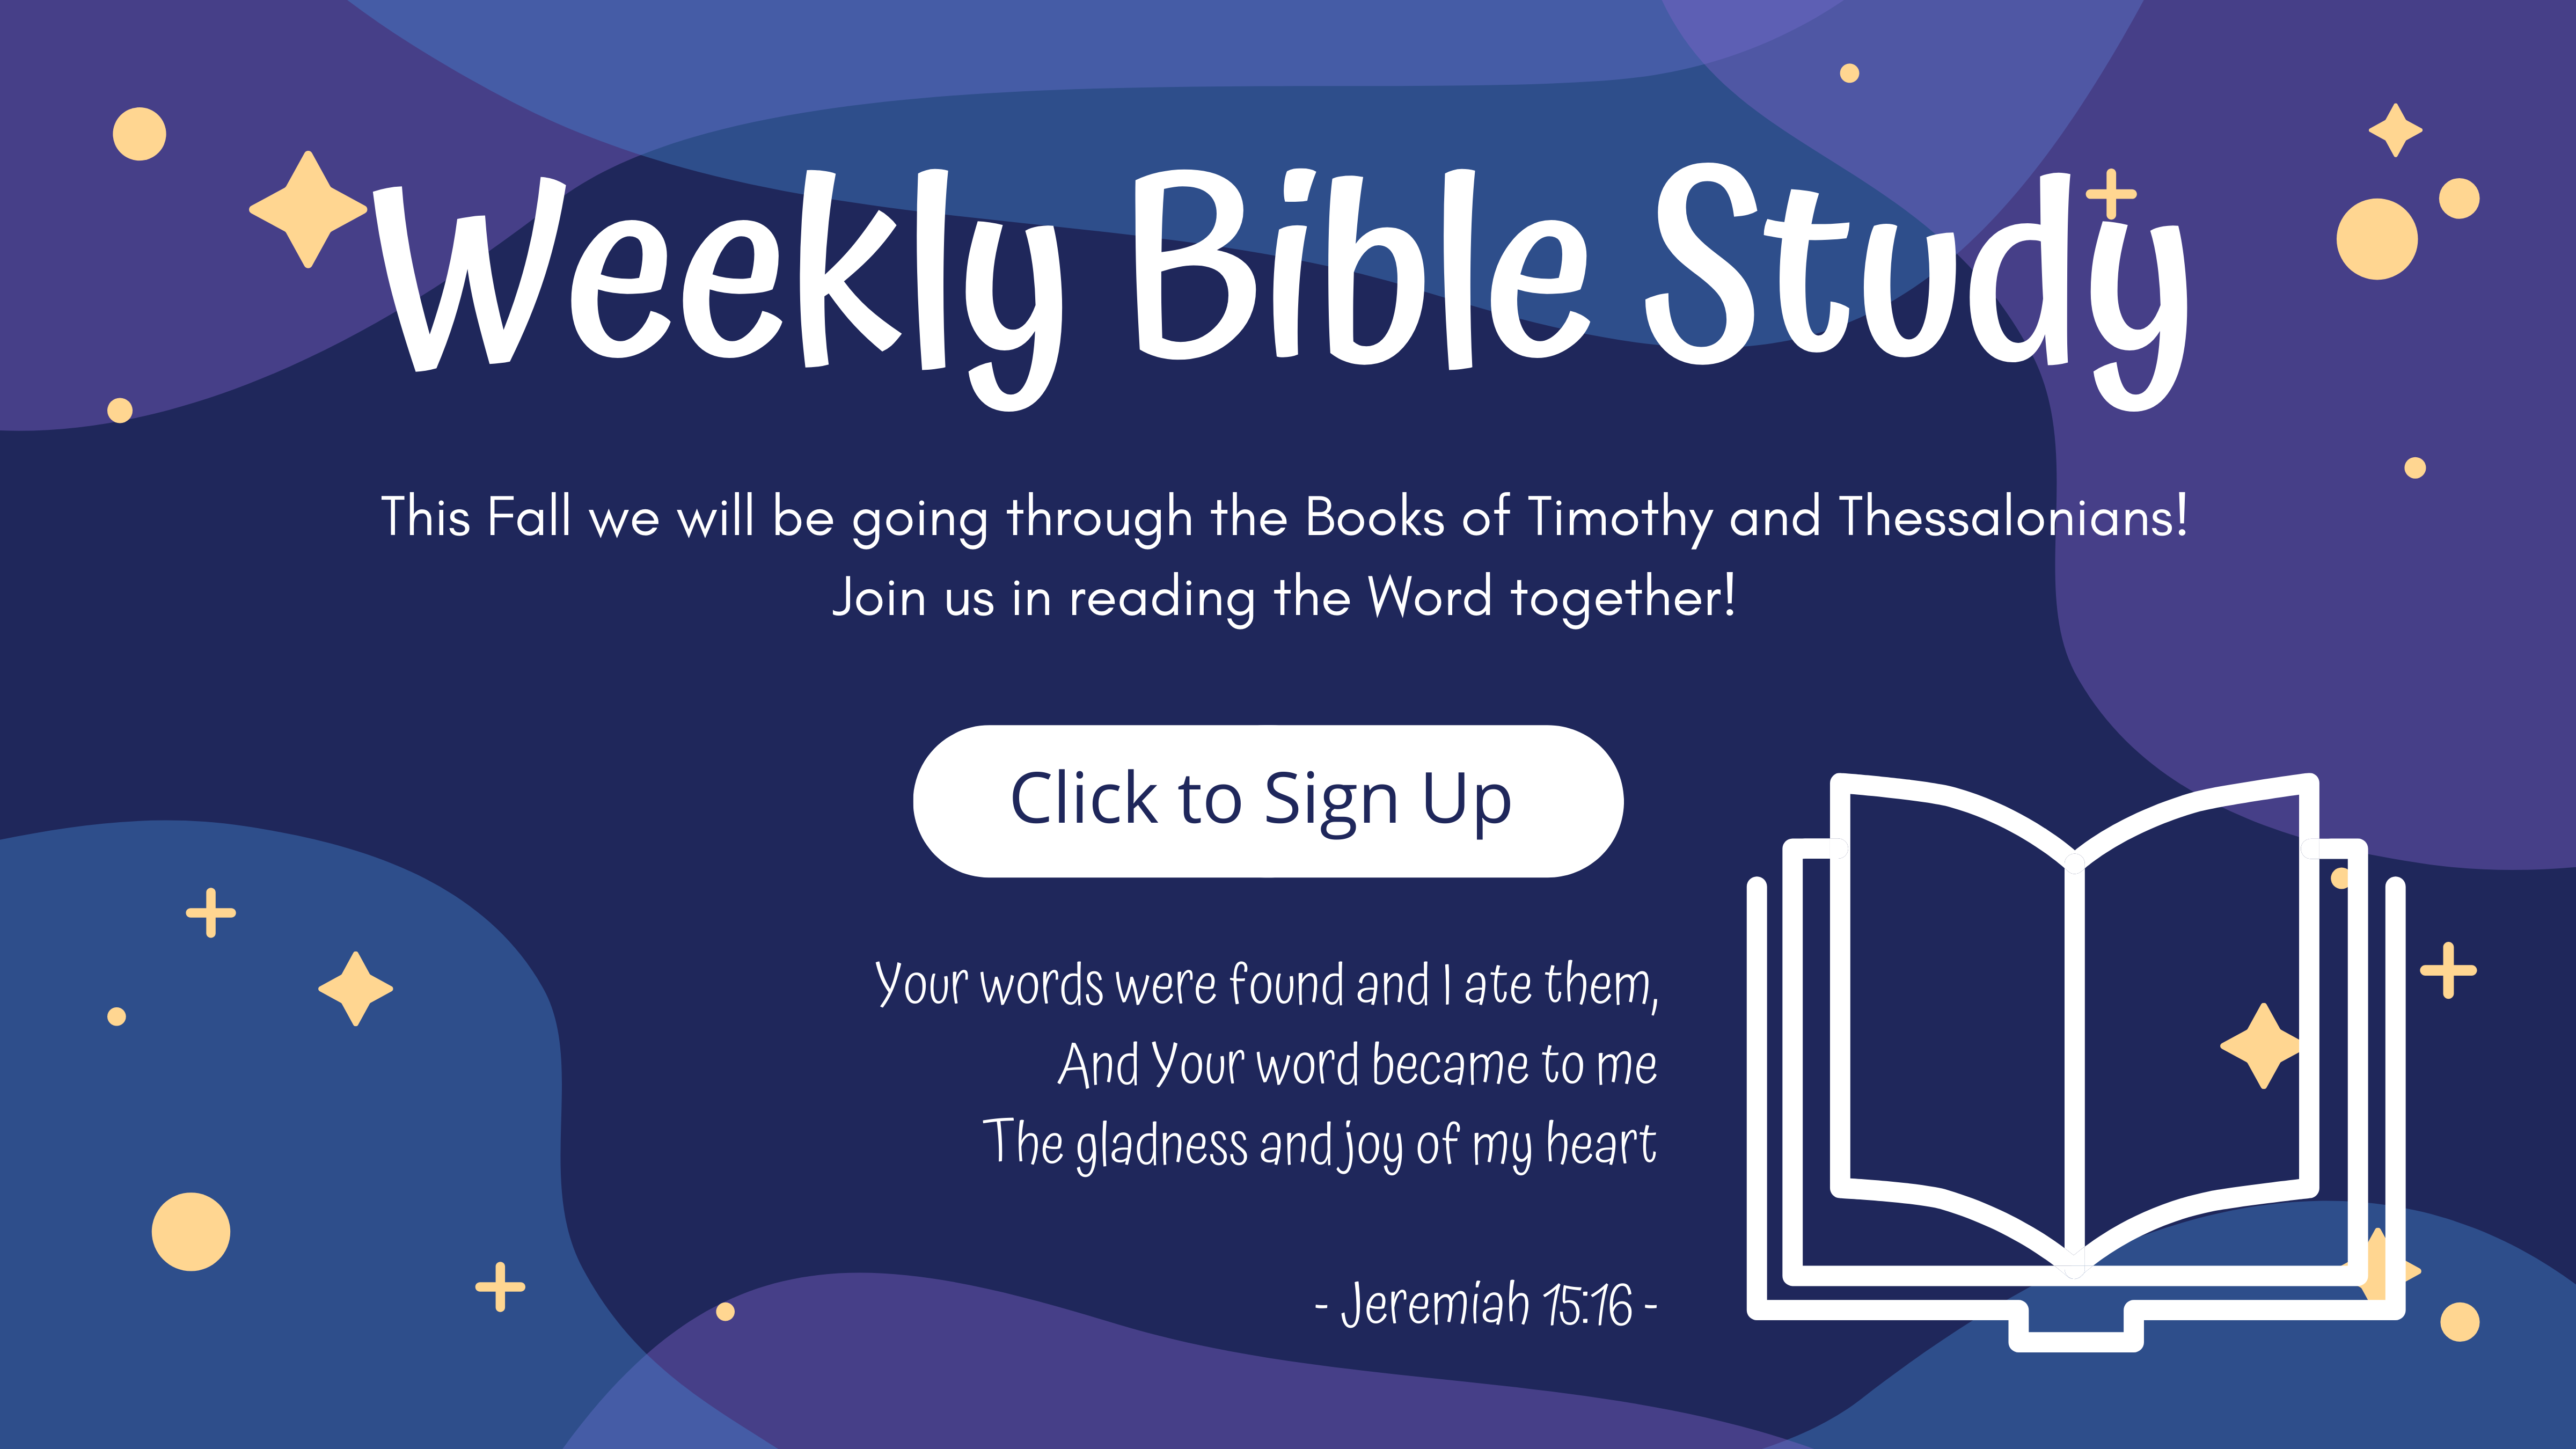 Weekly Bible Study
This Fall we will be going through the Books of Timothy and Thessalonians!
Join us in reading the Word together!
Click to Sign Up
Your words were found and I ate them,
And Your word became to me
The gladness and joy of my heart
- Jeremiah 15:16 -